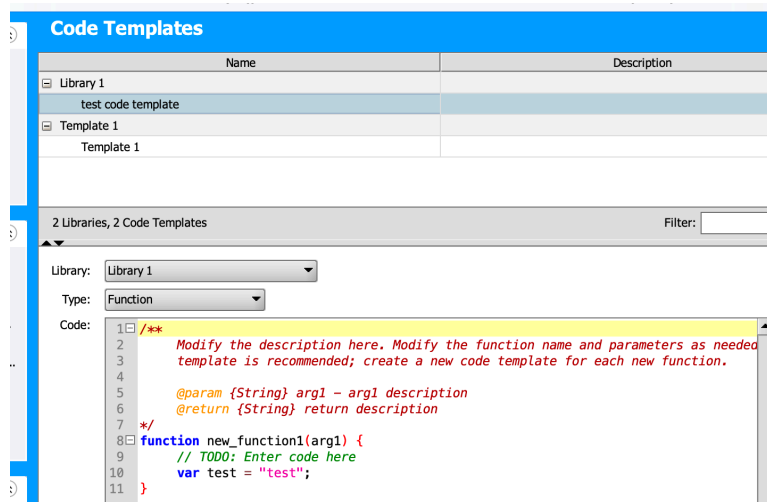 Code Templates
Name Description
Library 1
test code template
Template 1
Template 1
2 Libraries, 2 Code Templates Filter:
Library: Library 1
Type: Function
Code:
1 /**
2 Modify the description here. Modify the function name and parameters as needed
3 template is recommended; create a new code template for each new function.
4
5 @param {String} arg1 – arg1 description
6 @return {String} return description
7 */
8 function new_function1(arg1) {
9 // TODO: Enter code here
10 var test = "test";
11 }